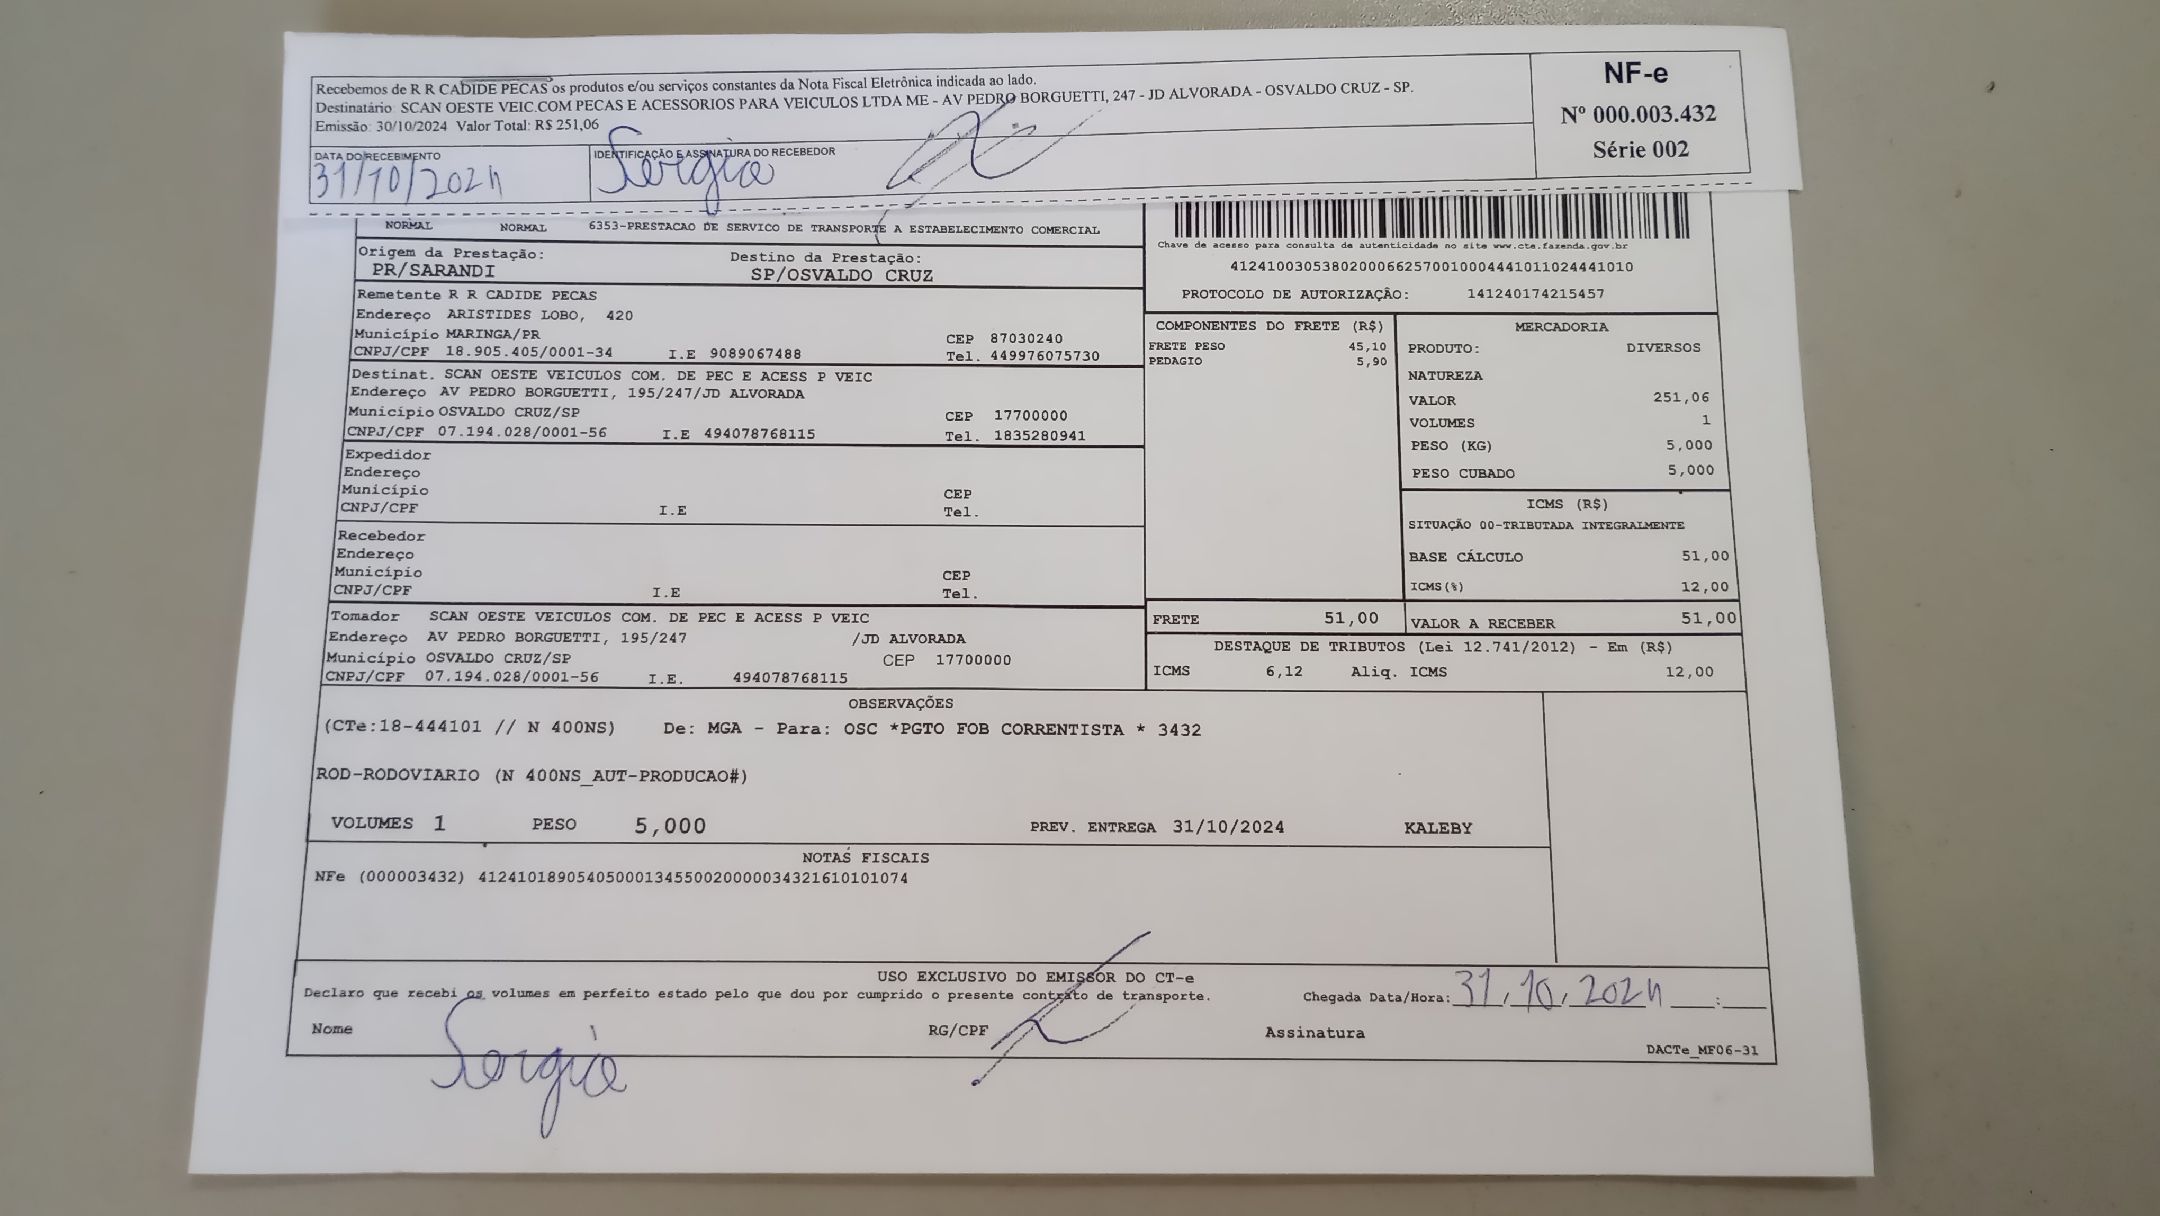 Recebemos de R R CADIDE PECAS os produtos e/ou serviços constantes da Nota Fiscal Eletrônica indicada ao lado.
Destinatário: SCAN OESTE VEIC.COM PECAS E ACESSORIOS PARA VEICULOS LTDA ME - AV PEDRO BORGUETTI, 247 - JD ALVORADA - OSVALDO CRUZ - SP.
Emissão: 30/10/2024 Valor Total: R$ 251,06
NF-e
Nº 000.003.432
Série 002
DATA DO RECEBIMENTO
31/10/2024
IDENTIFICAÇÃO E ASSINATURA DO RECEBEDOR
Sergio
NORMAL NORMAL 6353-PRESTACAO DE SERVICO DE TRANSPORTE A ESTABELECIMENTO COMERCIAL
Origem da Prestação: Destino da Prestação:
PR/SARANDI SP/OSVALDO CRUZ
Chave de acesso para consulta de autenticidade no site www.cte.fazenda.gov.br
41241003053802000662570010004441011024441010
PROTOCOLO DE AUTORIZAÇÃO: 141240174215457
Remetente R R CADIDE PECAS
Endereço ARISTIDES LOBO, 420
Município MARINGA/PR CEP 87030240
CNPJ/CPF 18.905.405/0001-34 I.E 9089067488 Tel. 449976075730
Destinat. SCAN OESTE VEICULOS COM. DE PEC E ACESS P VEIC
Endereço AV PEDRO BORGUETTI, 195/247/JD ALVORADA
Município OSVALDO CRUZ/SP CEP 17700000
CNPJ/CPF 07.194.028/0001-56 I.E 494078768115 Tel. 1835280941
Expedidor
Endereço
Município CEP
CNPJ/CPF I.E Tel.
Recebedor
Endereço
Município CEP
CNPJ/CPF I.E Tel.
Tomador SCAN OESTE VEICULOS COM. DE PEC E ACESS P VEIC
Endereço AV PEDRO BORGUETTI, 195/247 /JD ALVORADA
Município OSVALDO CRUZ/SP CEP 17700000
CNPJ/CPF 07.194.028/0001-56 I.E. 494078768115
COMPONENTES DO FRETE (R$)
FRETE PESO 45,10
PEDAGIO 5,90
MERCADORIA
PRODUTO: DIVERSOS
NATUREZA
VALOR 251,06
VOLUMES 1
PESO (KG) 5,000
PESO CUBADO 5,000
ICMS (R$)
SITUAÇÃO 00-TRIBUTADA INTEGRALMENTE
BASE CÁLCULO 51,00
ICMS(%) 12,00
FRETE 51,00 VALOR A RECEBER 51,00
DESTAQUE DE TRIBUTOS (Lei 12.741/2012) - Em (R$)
ICMS 6,12 Aliq. ICMS 12,00
OBSERVAÇÕES
(CTe:18-444101 // N 400NS) De: MGA - Para: OSC *PGTO FOB CORRENTISTA * 3432
ROD-RODOVIARIO (N 400NS_AUT-PRODUCAO#)
VOLUMES 1 PESO 5,000 PREV. ENTREGA 31/10/2024 KALEBY
NOTAS FISCAIS
NFe (000003432) 41241018905405000134550020000034321610101074
USO EXCLUSIVO DO EMISSOR DO CT-e
Declaro que recebi os volumes em perfeito estado pelo que dou por cumprido o presente contrato de transporte.
Chegada Data/Hora: 31/10/2024 __:__
Nome Sergio RG/CPF Assinatura
DACTe_MF06-31